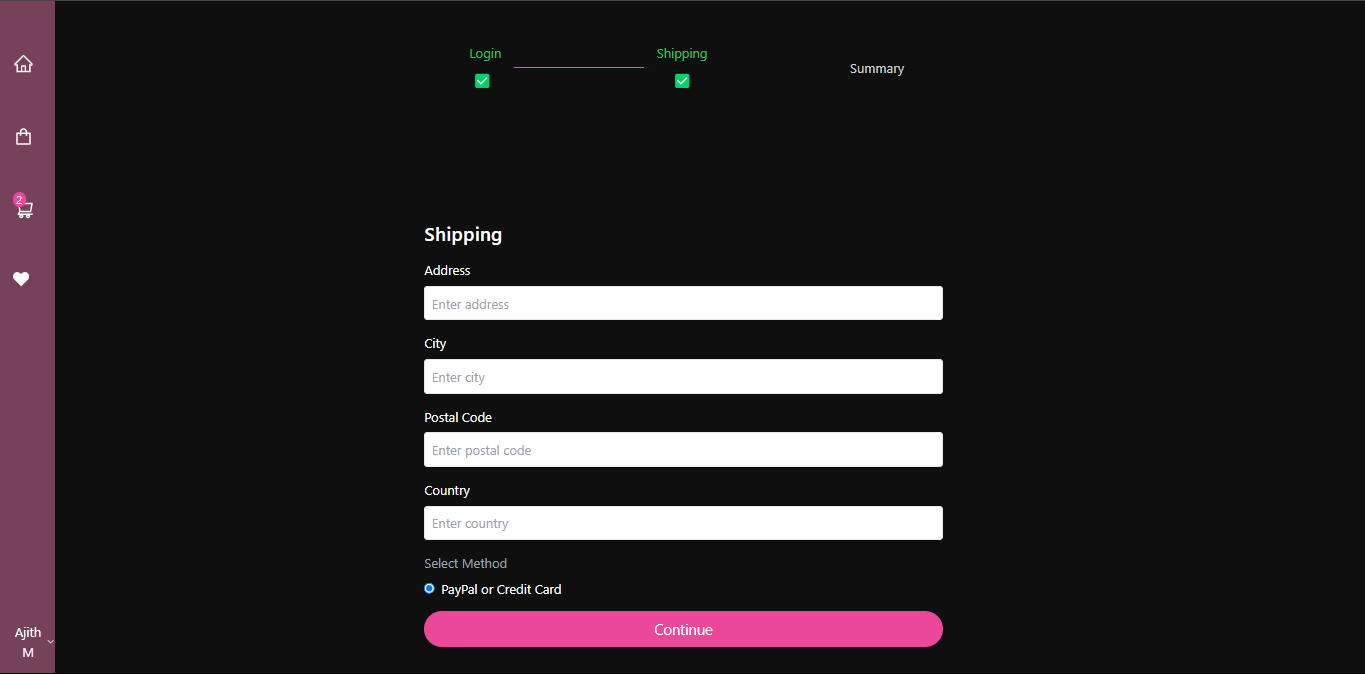 Login
Shipping
Summary
2
Shipping
Address
Enter address
City
Enter city
Postal Code
Enter postal code
Country
Enter country
Select Method
PayPal or Credit Card
Continue
Ajith
M